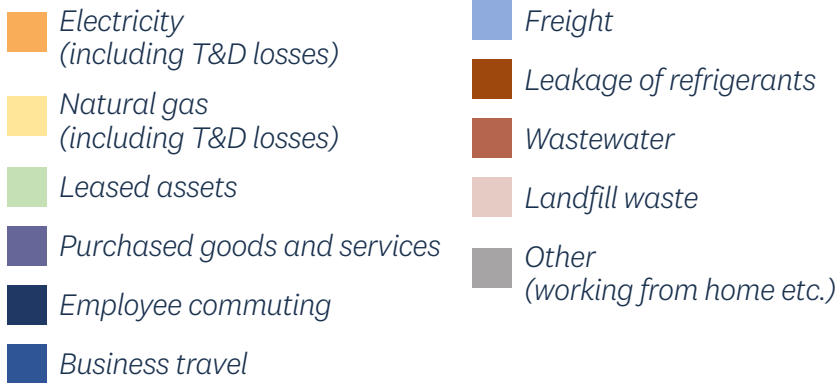 Electricity
(including T&D losses)
Natural gas
(including T&D losses)
Leased assets
Purchased goods and services
Employee commuting
Business travel
Freight
Leakage of refrigerants
Wastewater
Landfill waste
Other
(working from home etc.)